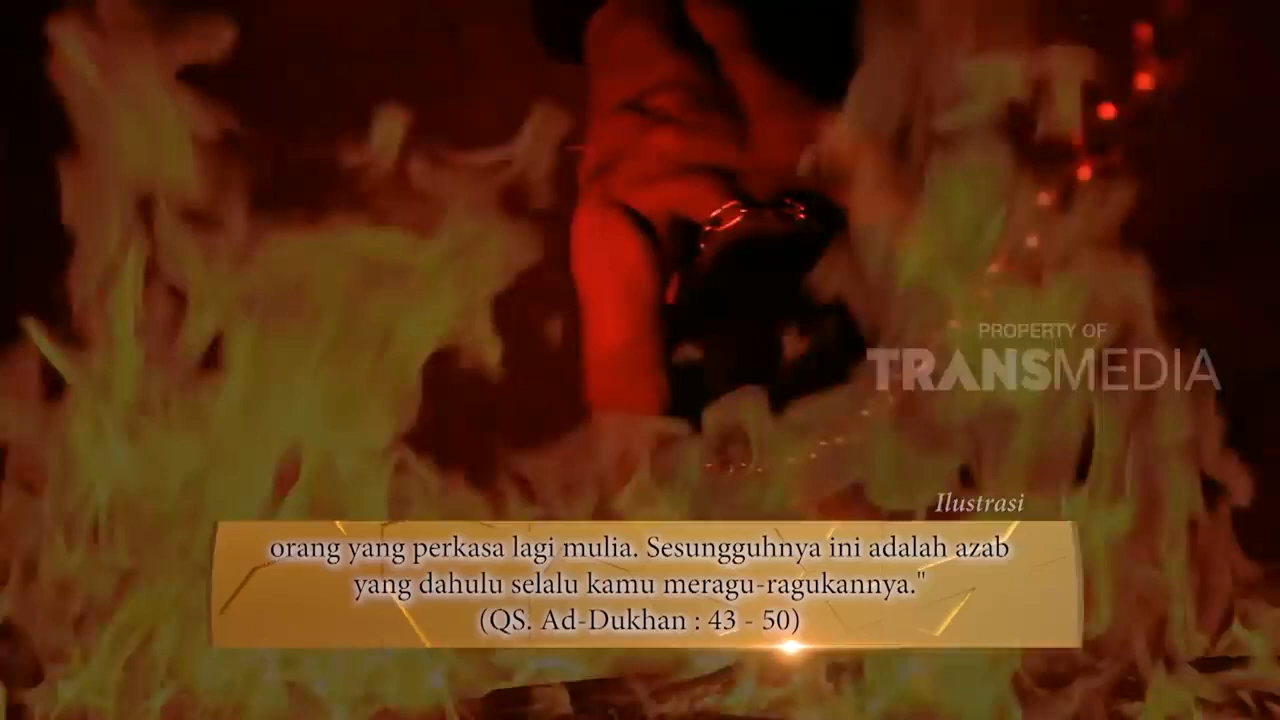 PROPERTY OF
TRANSMEDIA
Ilustrasi
orang yang perkasa lagi mulia. Sesungguhnya ini adalah azab
yang dahulu selalu kamu meragu-ragukannya."
(QS. Ad-Dukhan : 43 - 50)